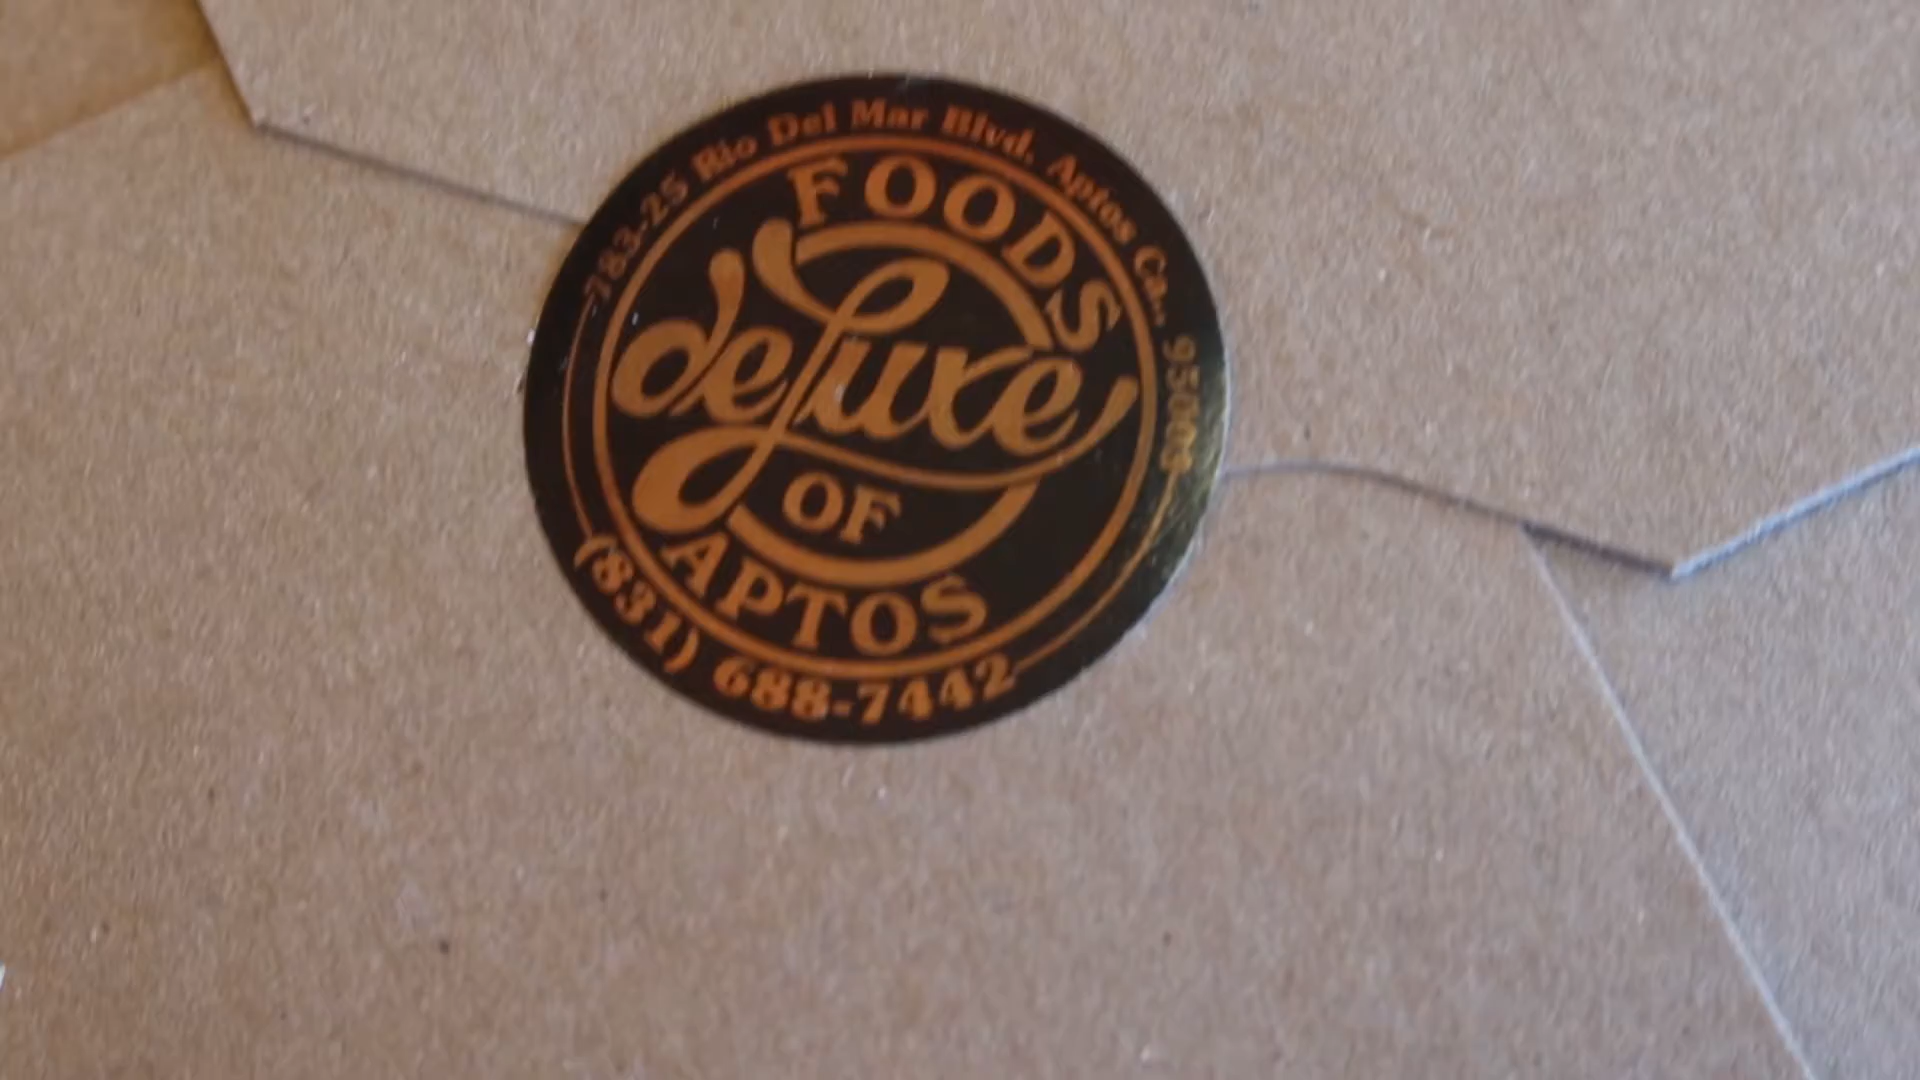 783-25 Rio Del Mar Blvd. Aptos Ca., 95003
FOODS
deLuxe
OF
APTOS
(831) 688-7442